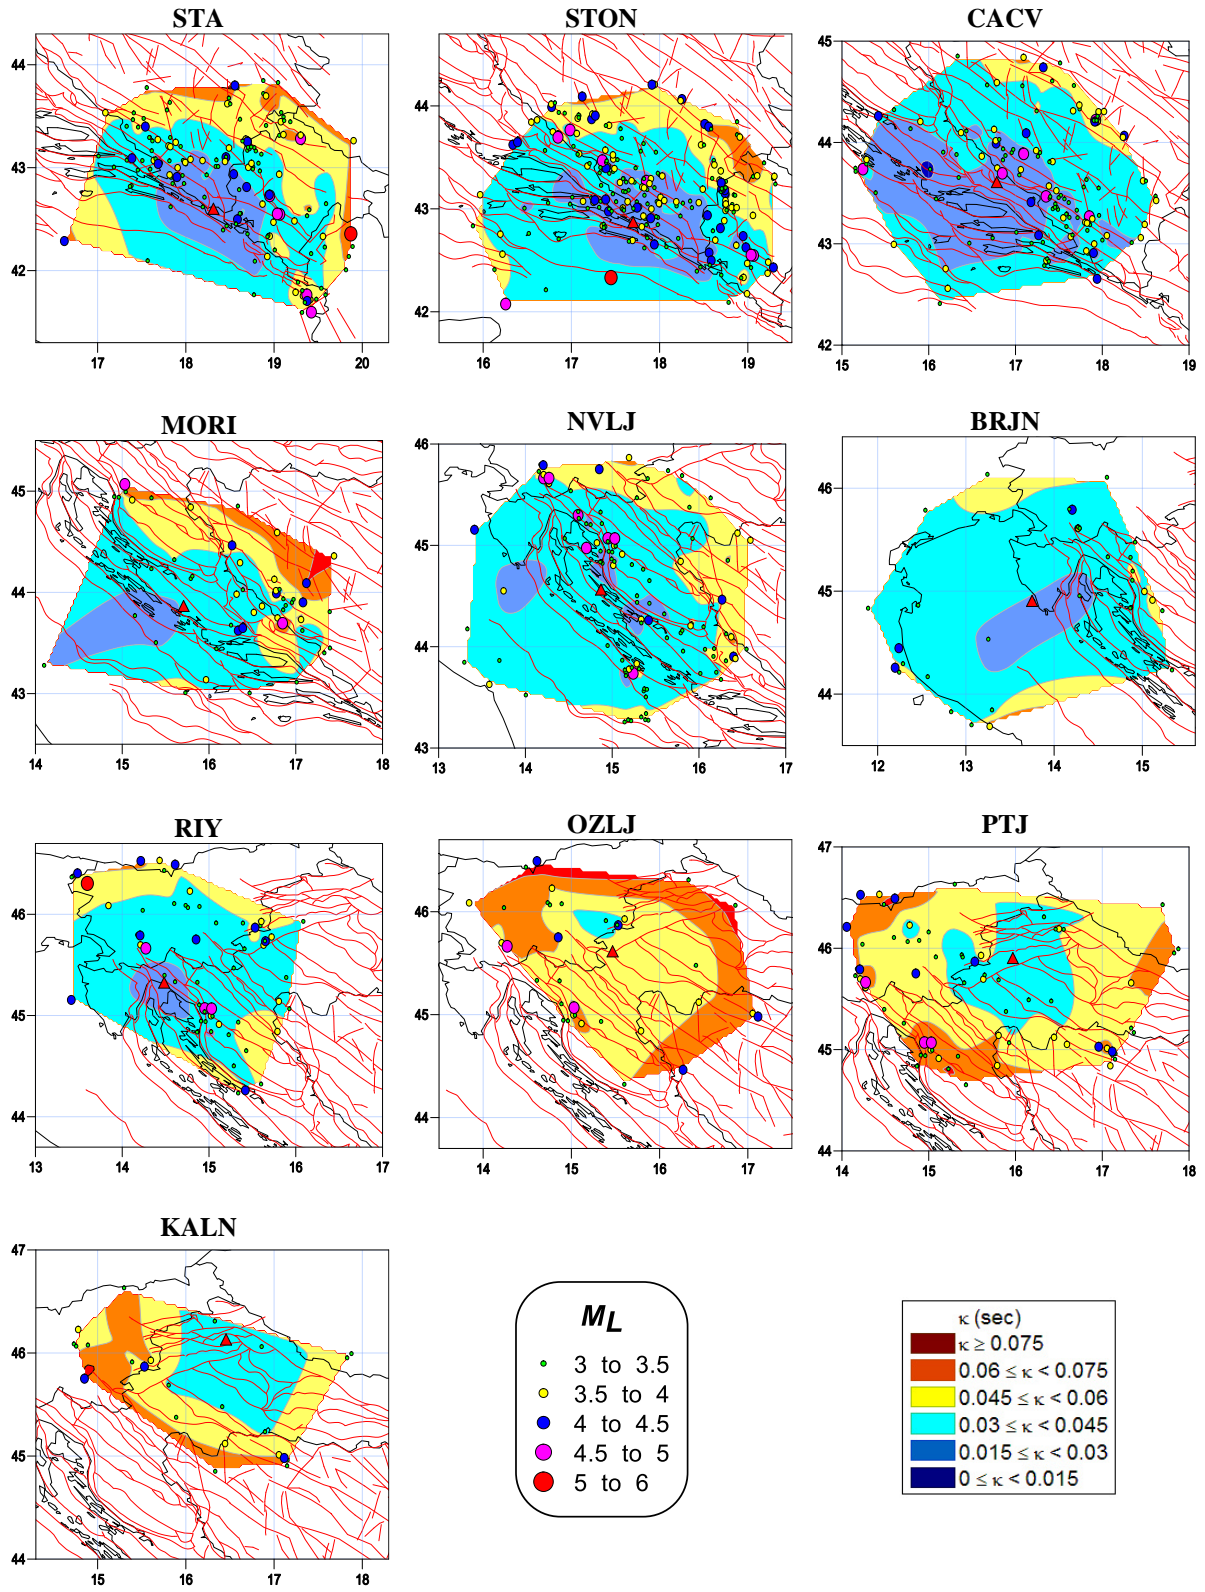 STA STON CACV
44
43
42
17 18 19 20
44
43
42
16 17 18 19
45
44
43
42
15 16 17 18 19
MORI NVLJ BRJN
45
44
43
14 15 16 17 18
46
45
44
43
13 14 15 16 17
46
45
44
12 13 14 15
RIY OZLJ PTJ
46
45
44
13 14 15 16 17
46
45
44
14 15 16 17
47
46
45
44
14 15 16 17 18
KALN
47
46
45
44
15 16 17 18
M_L
3 to 3.5
3.5 to 4
4 to 4.5
4.5 to 5
5 to 6
κ (sec)
κ ≥ 0.075
0.06 ≤ κ < 0.075
0.045 ≤ κ < 0.06
0.03 ≤ κ < 0.045
0.015 ≤ κ < 0.03
0 ≤ κ < 0.015